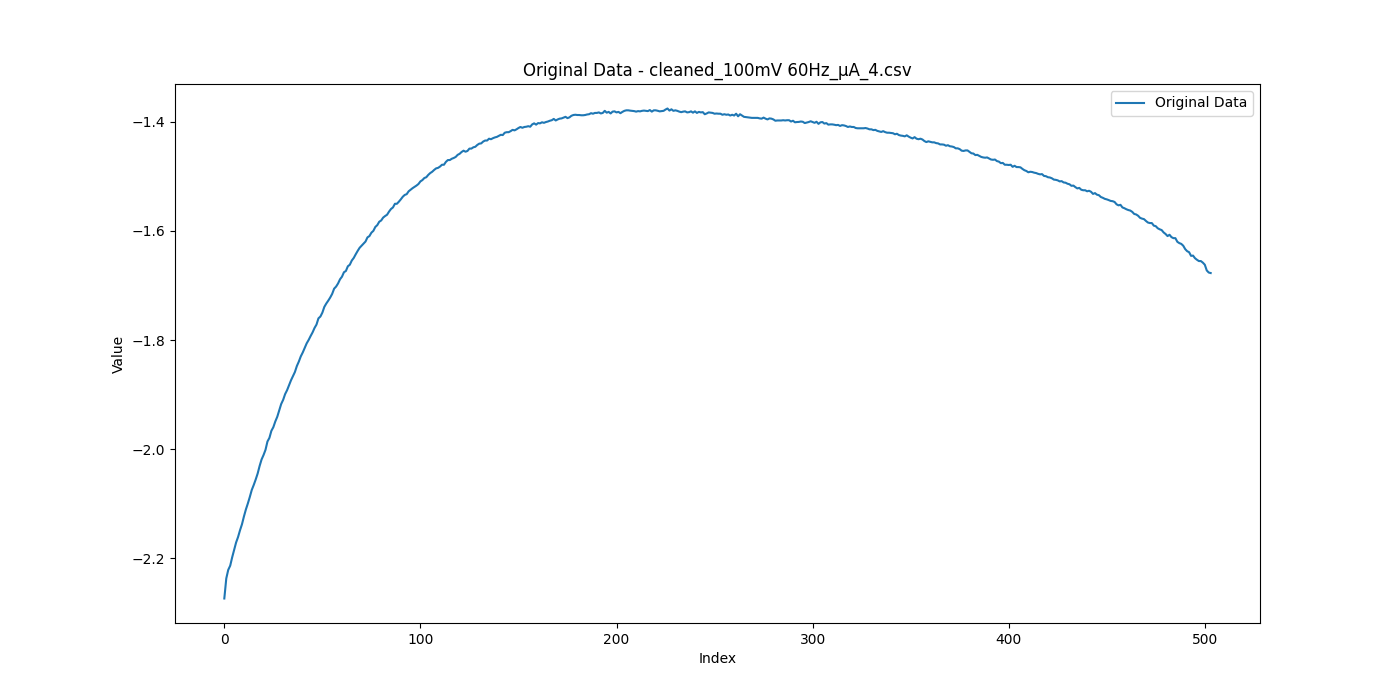 Original Data - cleaned_100mV 60Hz_µA_4.csv
Original Data
−1.4
−1.6
−1.8
−2.0
−2.2
Value
0 100 200 300 400 500
Index